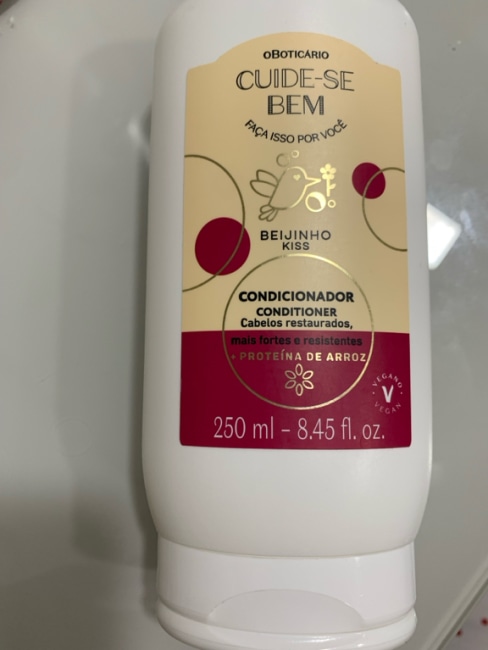 oBOTICÁRIO
CUIDE-SE
BEM
FAÇA ISSO POR VOCÊ
BEIJINHO
KISS
CONDICIONADOR
CONDITIONER
Cabelos restaurados,
mais fortes e resistentes
+ PROTEÍNA DE ARROZ
VEGANO
V
VEGAN
250 ml - 8.45 fl. oz.